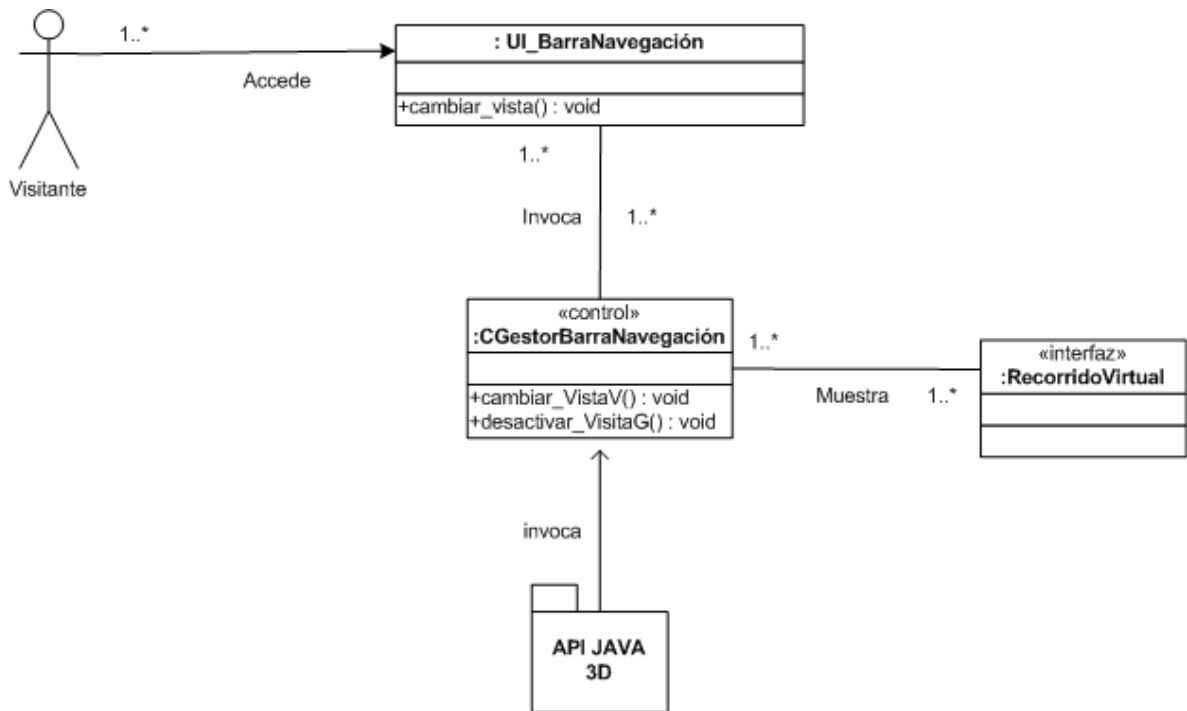 1..*
: UI_BarraNavegación
Accede
+cambiar_vista() : void
Visitante
1..*
Invoca
1..*
«control»
:CGestorBarraNavegación
1..*
«interfaz»
:RecorridoVirtual
+cambiar_VistaV() : void
Muestra
1..*
+desactivar_VisitaG() : void
invoca
API JAVA
3D